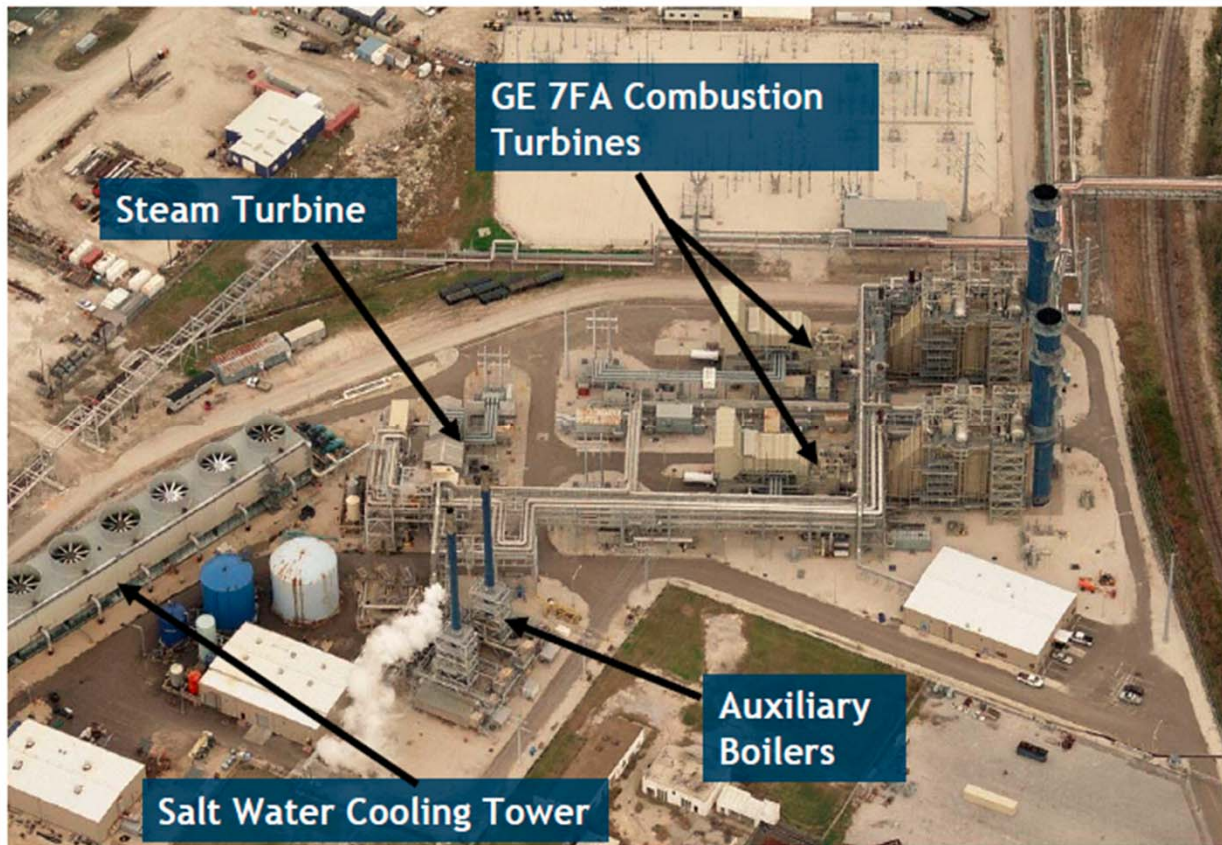 GE 7FA Combustion
Turbines
Steam Turbine
Auxiliary
Boilers
Salt Water Cooling Tower